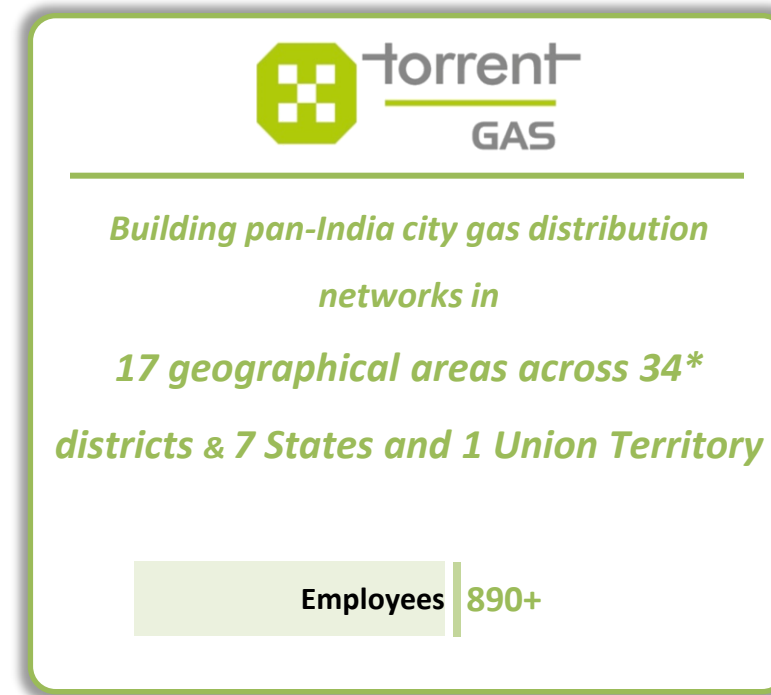 torrent
GAS
Building pan-India city gas distribution
networks in
17 geographical areas across 34*
districts & 7 States and 1 Union Territory
Employees 890+